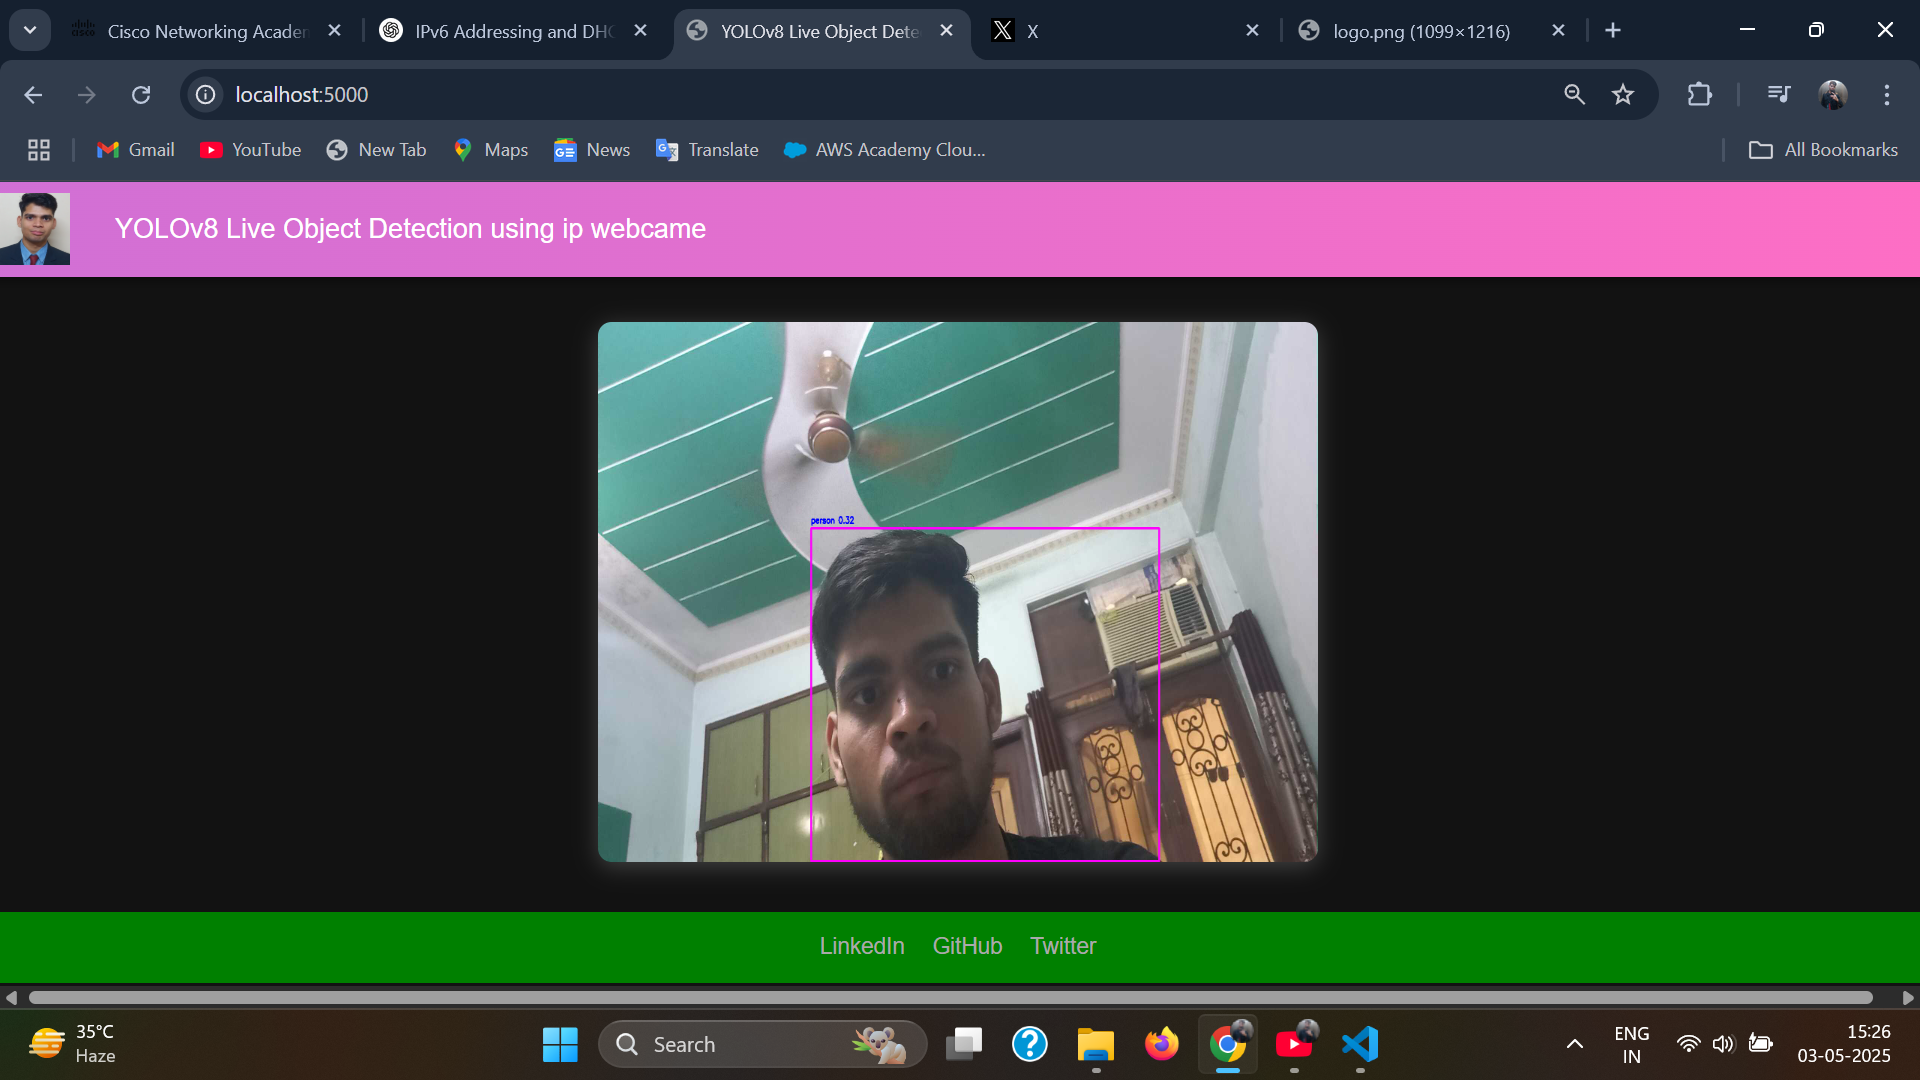 Cisco Networking Acader
IPv6 Addressing and DHC
YOLOv8 Live Object Dete
X
logo.png (1099×1216)
localhost:5000
Gmail
YouTube
New Tab
Maps
News
Translate
AWS Academy Clou...
All Bookmarks
YOLOv8 Live Object Detection using ip webcame
person 0.32
LinkedIn GitHub Twitter
35°C
Haze
Search
ENG
IN
15:26
03-05-2025